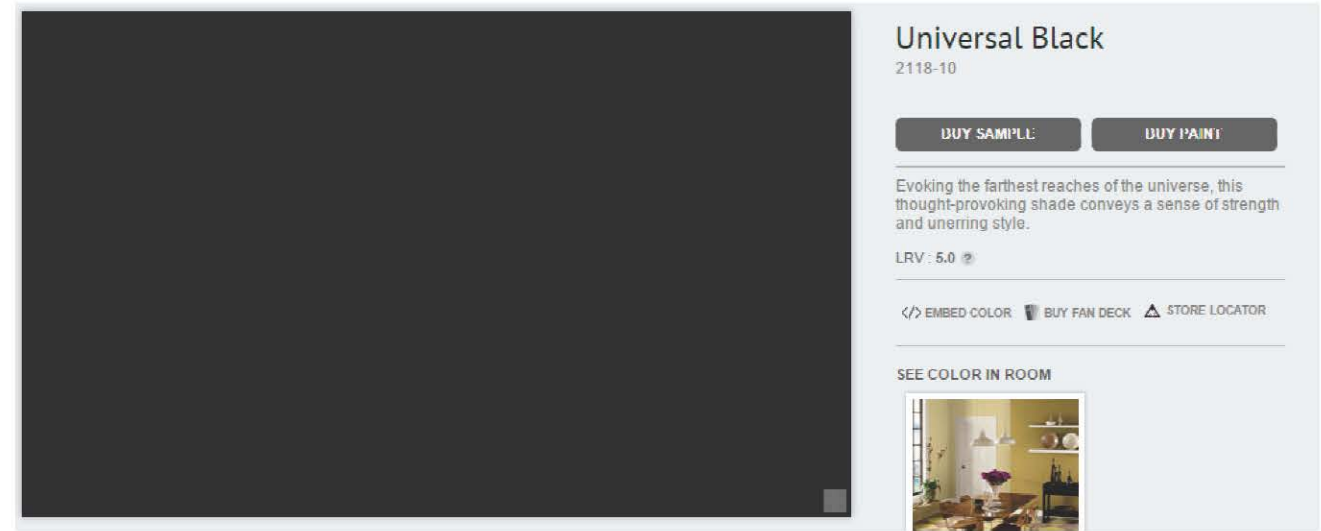 Universal Black
2118-10
BUY SAMPLE BUY PAINT
Evoking the farthest reaches of the universe, this
thought-provoking shade conveys a sense of strength
and unerring style.
LRV : 5.0 ?
</> EMBED COLOR BUY FAN DECK STORE LOCATOR
SEE COLOR IN ROOM